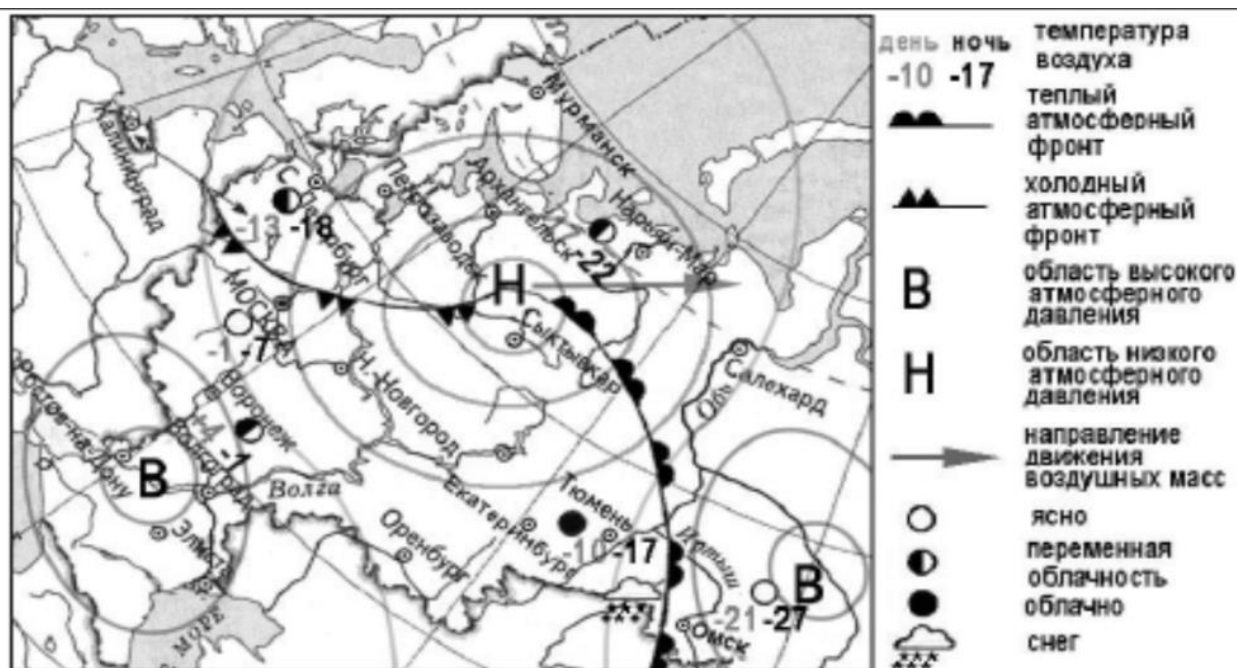 Мурманск
Калининград
С.-Петербург
Петрозаводск
Архангельск
Нарьян-Мар
-13 -18
-22
Н
МОСКВА
-1 -7
Сыктывкар
Салехард
Обь
Н.-Новгород
Воронеж
-7
Ростов-на-Дону
Волгоград
В
Волга
Элиста
МОРЕ
Оренбург
Екатеринбург
Тюмень
-10 -17
Иртыш
В
-21 -27
Омск
день ночь
-10 -17
температура
воздуха
теплый
атмосферный
фронт
холодный
атмосферный
фронт
В
область высокого
атмосферного
давления
Н
область низкого
атмосферного
давления
направление
движения
воздушных масс
ясно
переменная
облачность
облачно
снег